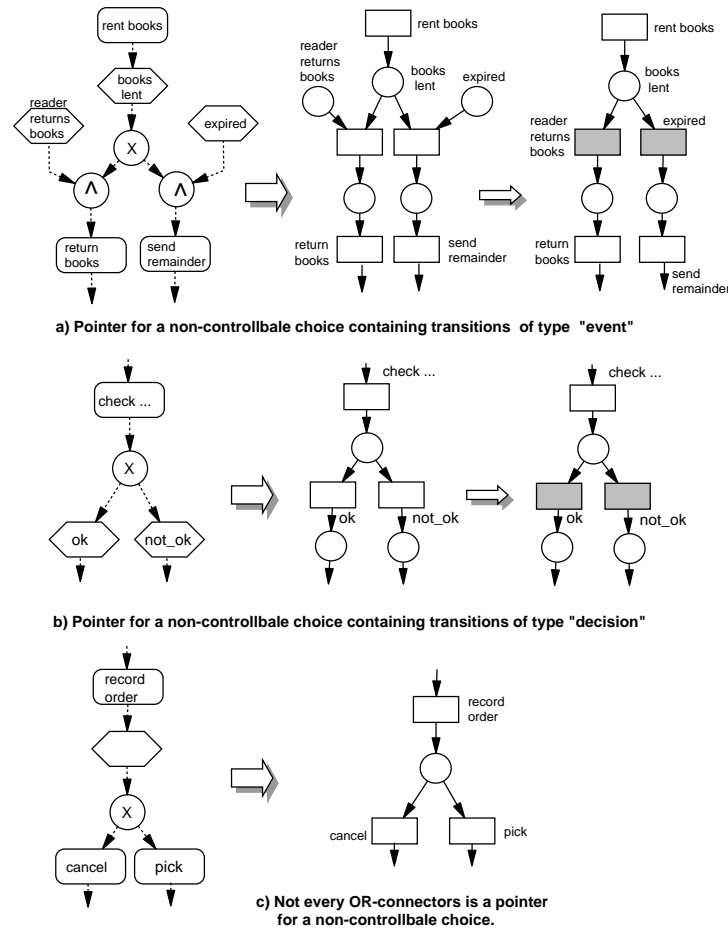 rent books
books
lent
reader
returns
books
expired
X
Λ
Λ
return
books
send
remainder
rent books
reader
returns
books
books
lent
expired
return
books
send
remainder
rent books
books
lent
reader
returns
books
expired
return
books
send
remainder
a) Pointer for a non-controllbale choice containing transitions of type "event"
check ...
X
ok
not_ok
check ...
ok
not_ok
check ...
ok
not_ok
b) Pointer for a non-controllbale choice containing transitions of type "decision"
record
order
X
cancel
pick
record
order
cancel
pick
c) Not every OR-connectors is a pointer
for a non-controllbale choice.